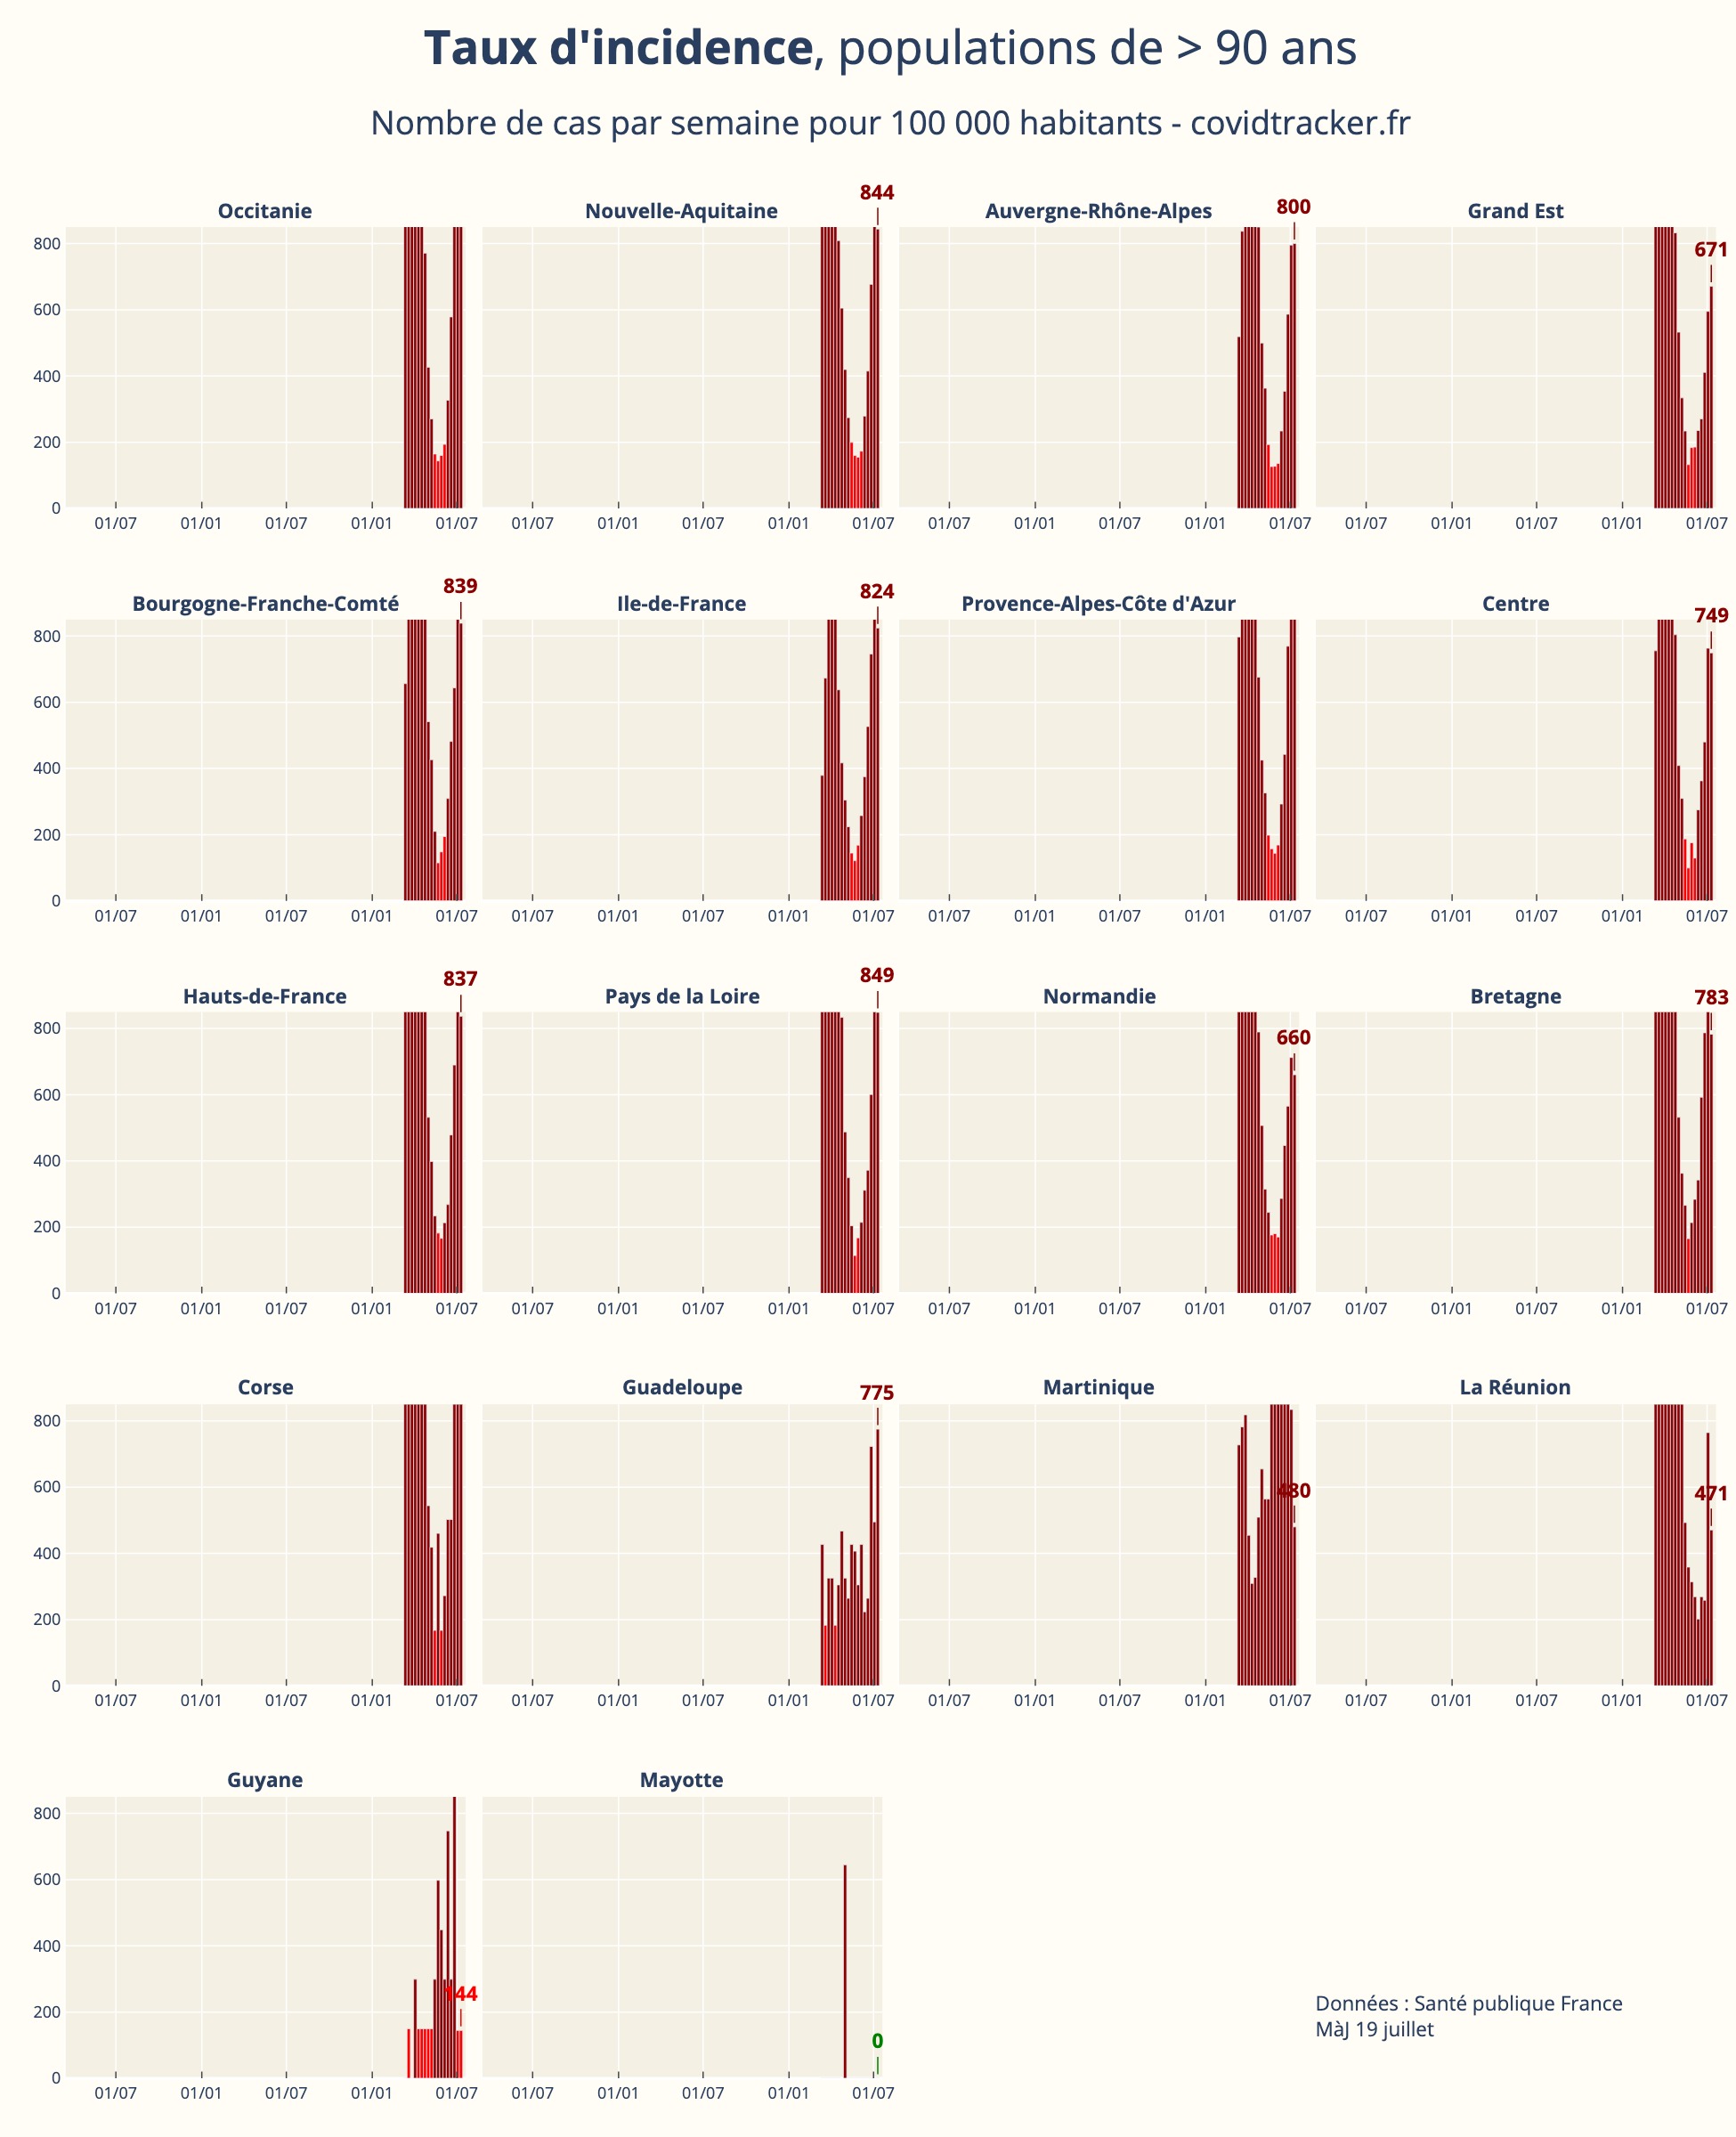 Taux d'incidence, populations de > 90 ans
Nombre de cas par semaine pour 100 000 habitants - covidtracker.fr
844
800
Occitanie Nouvelle-Aquitaine Auvergne-Rhône-Alpes Grand Est
671
800
600
400
200
0
01/07 01/01 01/07 01/01 01/07 01/07 01/01 01/07 01/01 01/07 01/07 01/01 01/07 01/01 01/07 01/07 01/01 01/07 01/01 01/07
839 824
Bourgogne-Franche-Comté Ile-de-France Provence-Alpes-Côte d'Azur Centre
749
800
600
400
200
0
01/07 01/01 01/07 01/01 01/07 01/07 01/01 01/07 01/01 01/07 01/07 01/01 01/07 01/01 01/07 01/07 01/01 01/07 01/01 01/07
837 849
Hauts-de-France Pays de la Loire Normandie Bretagne 783
800 660
600
400
200
0
01/07 01/01 01/07 01/01 01/07 01/07 01/01 01/07 01/01 01/07 01/07 01/01 01/07 01/01 01/07 01/07 01/01 01/07 01/01 01/07
Corse Guadeloupe 775 Martinique La Réunion
800
600 480 471
400
200
0
01/07 01/01 01/07 01/01 01/07 01/07 01/01 01/07 01/01 01/07 01/07 01/01 01/07 01/01 01/07 01/07 01/01 01/07 01/01 01/07
Guyane Mayotte
800
600
400
144
200
0
0
01/07 01/01 01/07 01/01 01/07 01/07 01/01 01/07 01/01 01/07
Données : Santé publique France
MàJ 19 juillet